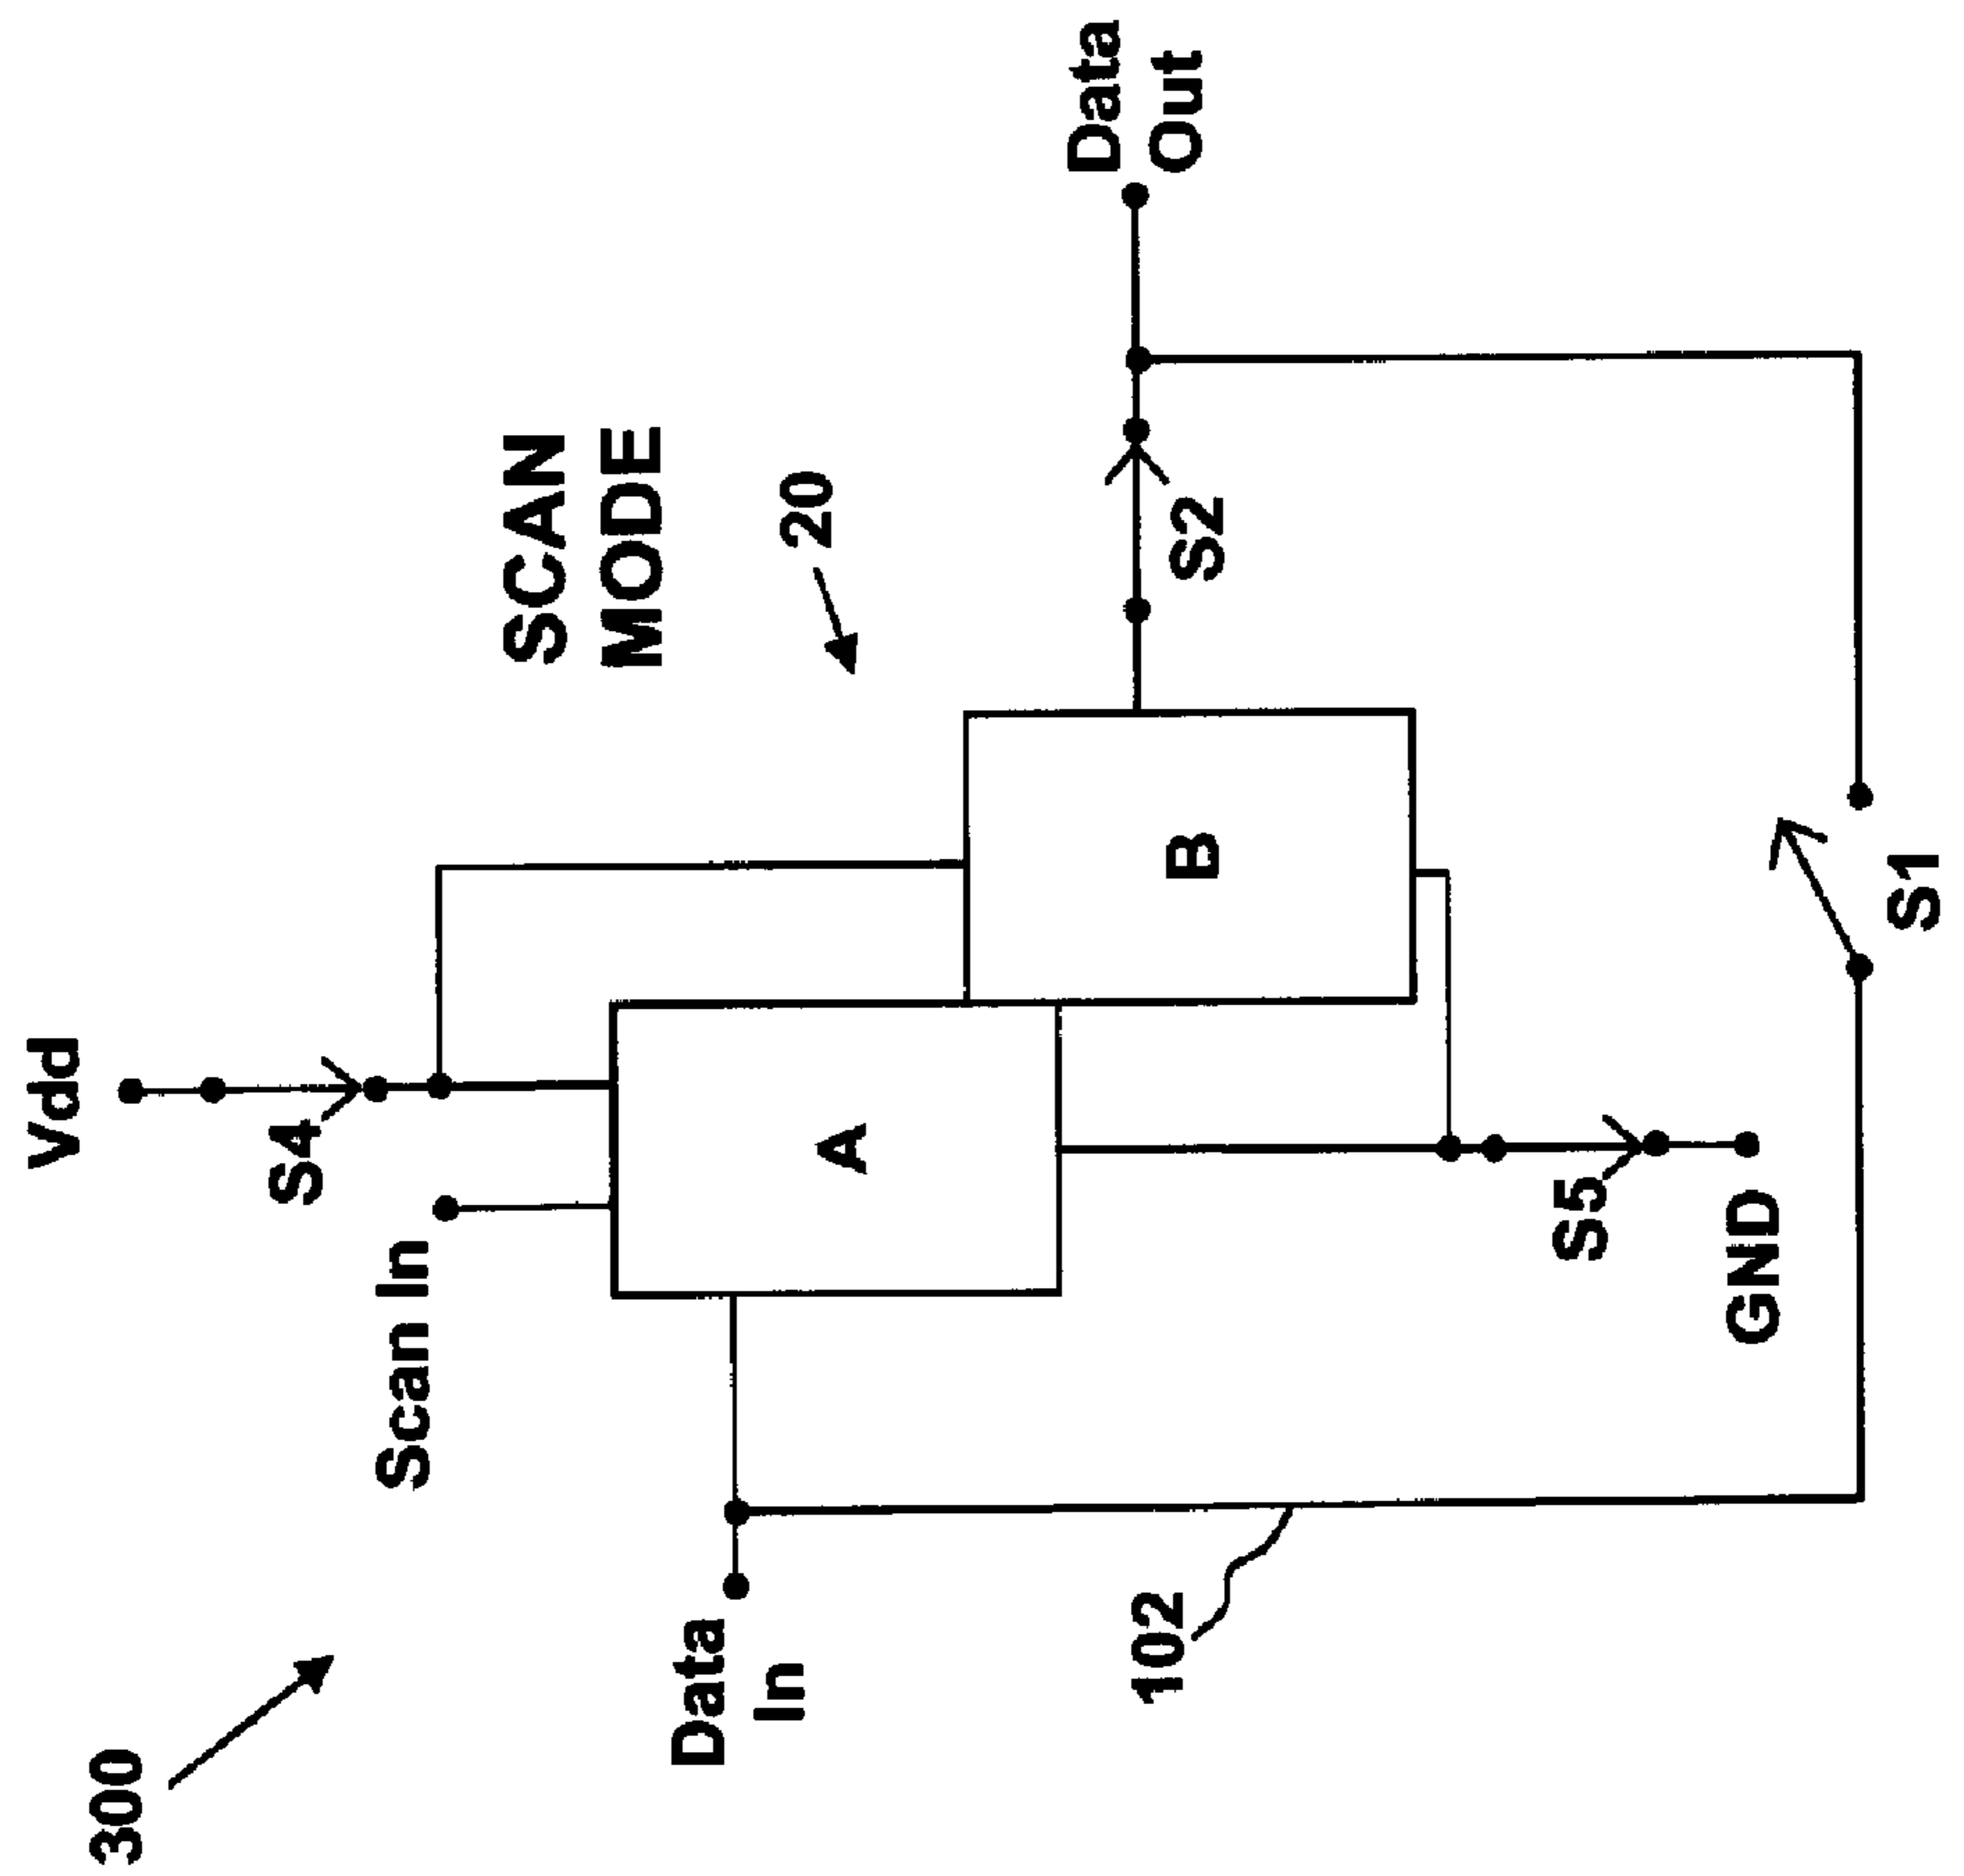 300
Vdd
S4
Scan In
SCAN
MODE
20
Data
In
A
B
S2
Data
Out
102
S5
GND
S1